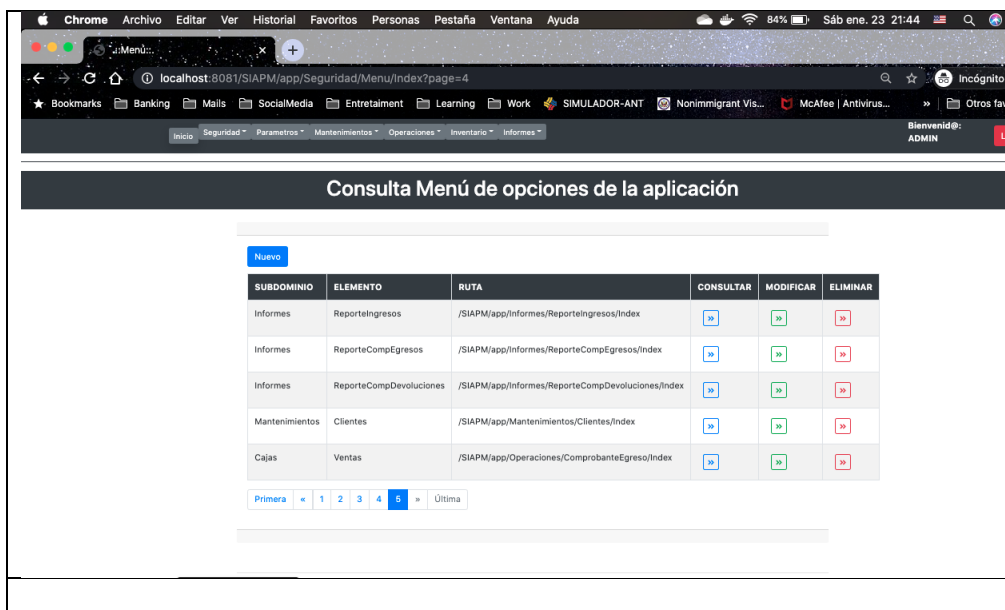 Chrome Archivo Editar Ver Historial Favoritos Personas Pestaña Ventana Ayuda 84% Sáb ene. 23 21:44
.::Menú::.
localhost:8081/SIAPM/app/Seguridad/Menu/Index?page=4 Incógnito
Bookmarks Banking Mails SocialMedia Entretaiment Learning Work SIMULADOR-ANT Nonimmigrant Vis... McAfee | Antivirus... » Otros fav
Inicio Seguridad Parametros Mantenimientos Operaciones Inventario Informes Bienvenid@:
ADMIN L
Consulta Menú de opciones de la aplicación
Nuevo
SUBDOMINIO ELEMENTO RUTA CONSULTAR MODIFICAR ELIMINAR
Informes ReporteIngresos /SIAPM/app/Informes/ReporteIngresos/Index » » »
Informes ReporteCompEgresos /SIAPM/app/Informes/ReporteCompEgresos/Index » » »
Informes ReporteCompDevoluciones /SIAPM/app/Informes/ReporteCompDevoluciones/Index » » »
Mantenimientos Clientes /SIAPM/app/Mantenimientos/Clientes/Index » » »
Cajas Ventas /SIAPM/app/Operaciones/ComprobanteEgreso/Index » » »
Primera « 1 2 3 4 5 » Última